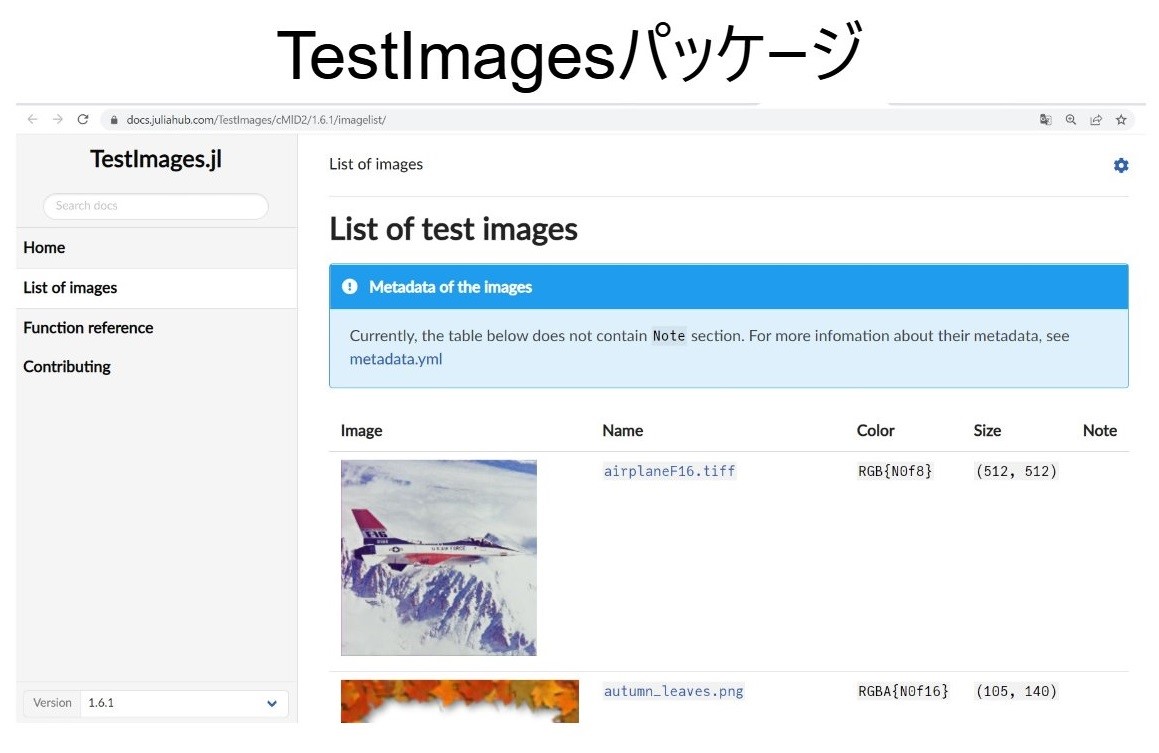 TestImagesパッケージ
docs.juliahub.com/TestImages/cMID2/1.6.1/imagelist/
TestImages.jl
Search docs
Home
List of images
Function reference
Contributing
Version 1.6.1
List of images
List of test images
Metadata of the images
Currently, the table below does not contain Note section. For more infomation about their metadata, see
metadata.yml
Image Name Color Size Note
airplaneF16.tiff RGB{N0f8} (512, 512)
F16
U.S. AIR FORCE
autumn_leaves.png RGBA{N0f16} (105, 140)